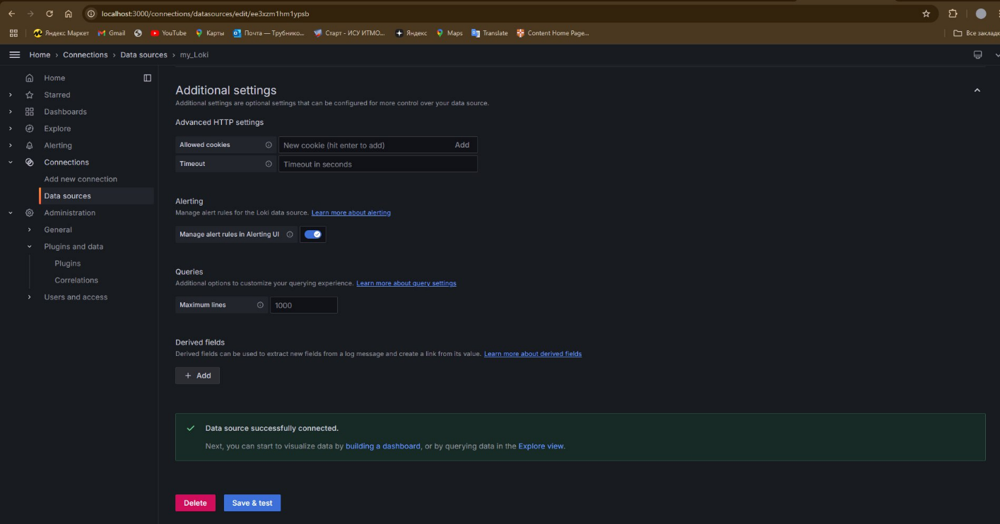 localhost:3000/connections/datasources/edit/ee3xzm1hm1ypsb
Яндекс Маркет Gmail YouTube Карты Почта — Трубнико... Старт - ИСУ ИТМО... Яндекс Maps Translate Content Home Page... Все закладк
Home › Connections › Data sources › my_Loki
Home
Starred
Dashboards
Explore
Alerting
Connections
Add new connection
Data sources
Administration
General
Plugins and data
Plugins
Correlations
Users and access
Additional settings
Additional settings are optional settings that can be configured for more control over your data source.
Advanced HTTP settings
Allowed cookies New cookie (hit enter to add) Add
Timeout Timeout in seconds
Alerting
Manage alert rules for the Loki data source. Learn more about alerting
Manage alert rules in Alerting UI
Queries
Additional options to customize your querying experience. Learn more about query settings
Maximum lines 1000
Derived fields
Derived fields can be used to extract new fields from a log message and create a link from its value. Learn more about derived fields
+ Add
Data source successfully connected.
Next, you can start to visualize data by building a dashboard, or by querying data in the Explore view.
Delete Save & test